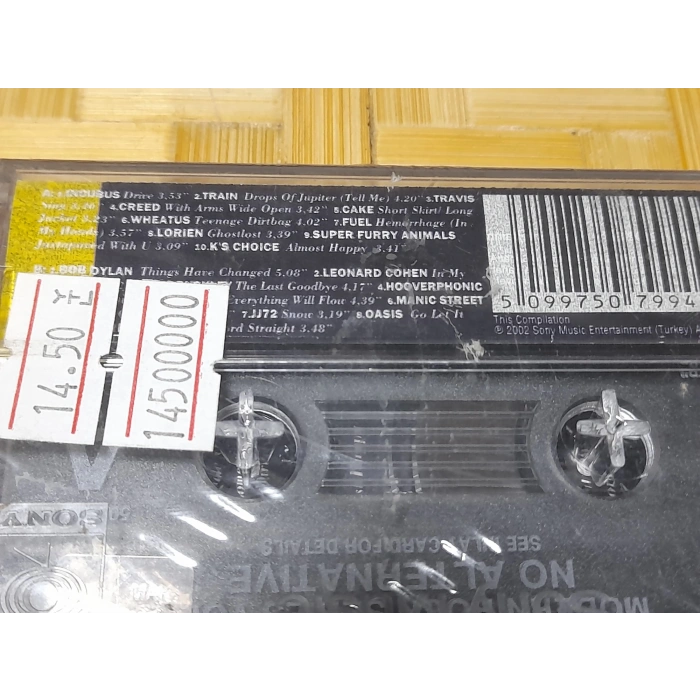 A: 1.INCUBUS Drive 3,53" 2.TRAIN Drops Of Jupiter (Tell Me) 4,20" 3.TRAVIS
Sing 4.CREED With Arms Wide Open 3,42" 5.CAKE Short Skirt/ Long
Jacket 3,23" 6.WHEATUS Teenage Dirtbag 4,02" 7.FUEL Hemorrhage (In
My Hands) 3,57" 8.LORIEN Ghostlost 3,39" 9.SUPER FURRY ANIMALS
Juxtaposed With U 3.09" 10.K'S CHOICE Almost Happy 3.41"
B: 1.BOB DYLAN Things Have Changed 5.08" 2.LEONARD COHEN In My
The Last Goodbye 4,17" 4.HOOVERPHONIC
Everything Will Flow 4,39" 6.MANIC STREET
7.JJ72 Snow 3,19" 8.OASIS Go Let It
Straight 3.48"
5 099750 7994
This Compilation
℗ 2002 Sony Music Entertainment (Turkey) A
14.50
14500000
SONY
SEE INLAY CARD FOR DETAILS
NO ALTERNATIVE